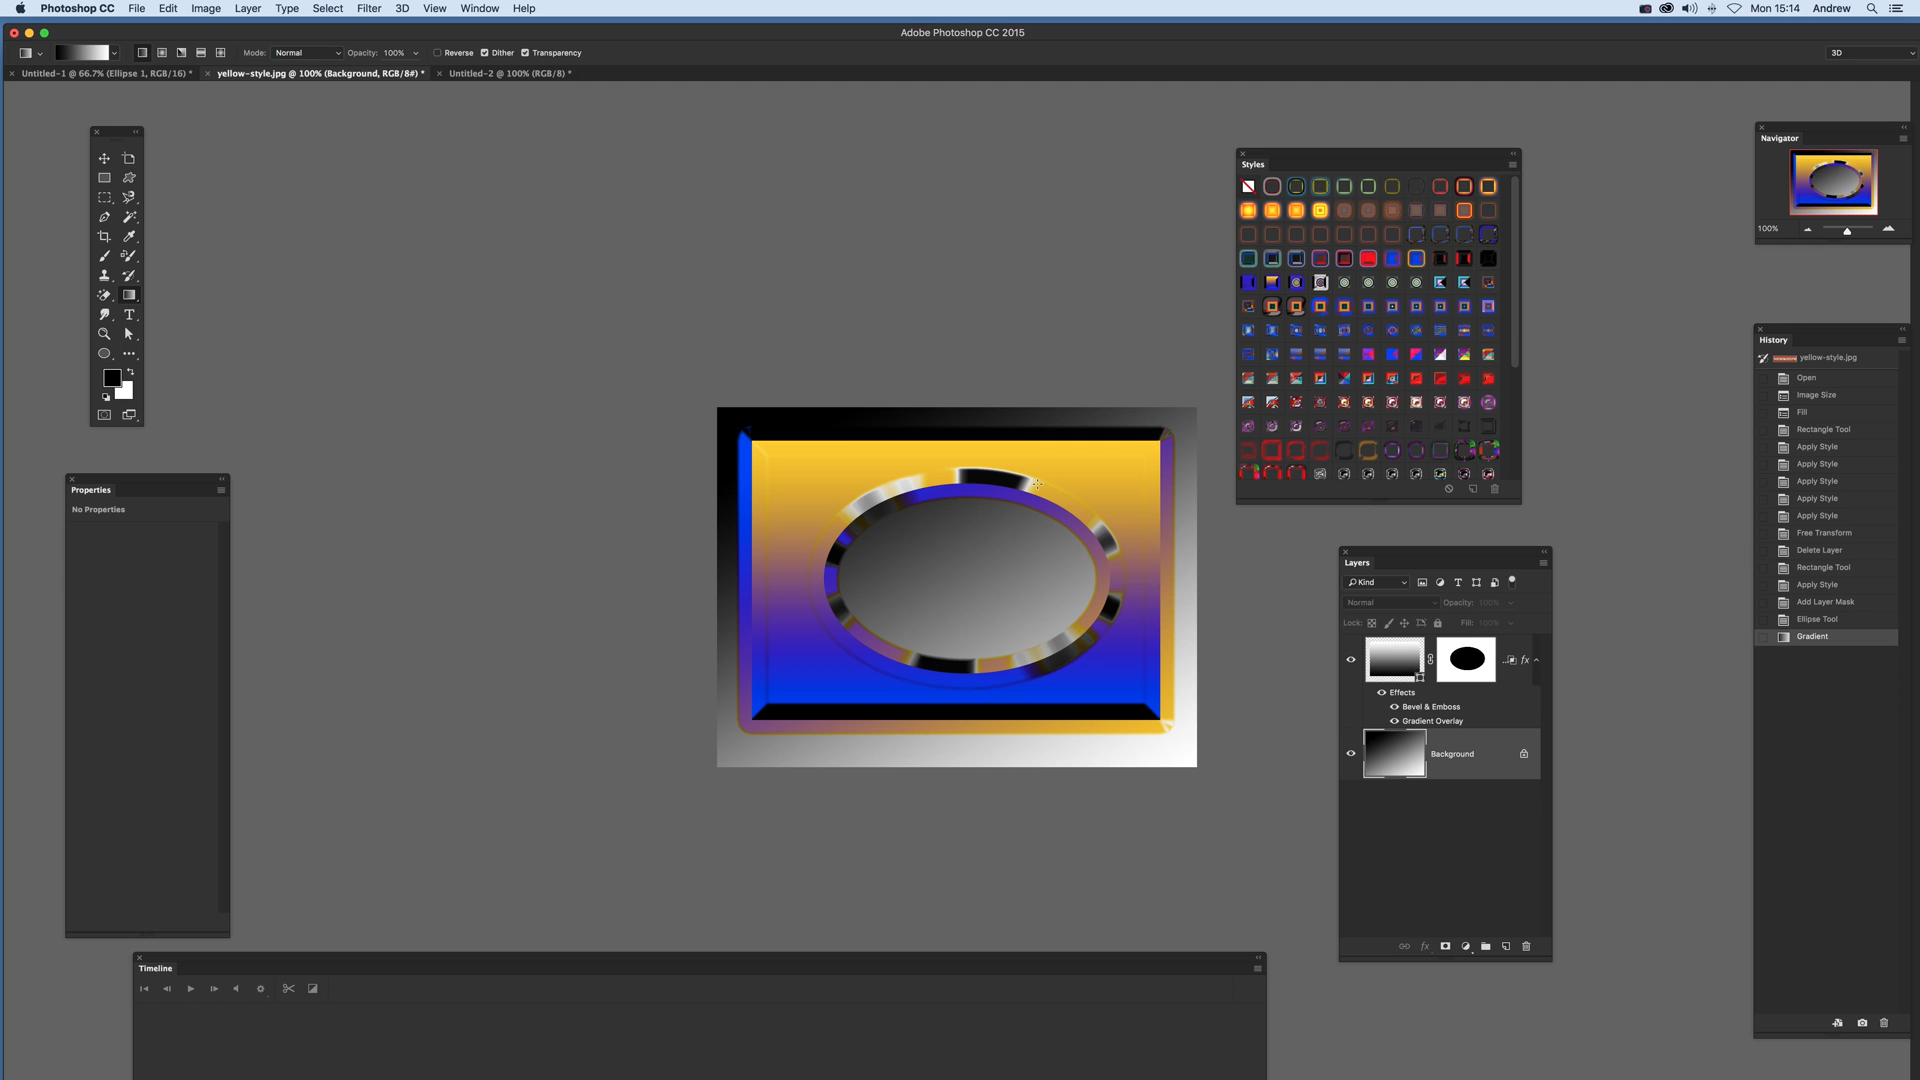 Photoshop CC File Edit Image Layer Type Select Filter 3D View Window Help
Mon 15:14 Andrew
Adobe Photoshop CC 2015
Mode: Normal Opacity: 100% Reverse Dither Transparency
3D
Untitled-1 @ 66.7% (Ellipse 1, RGB/16) *
yellow-style.jpg @ 100% (Background, RGB/8#) *
Untitled-2 @ 100% (RGB/8) *
Properties
No Properties
Styles
Navigator
100%
History
yellow-style.jpg
Open
Image Size
Fill
Rectangle Tool
Apply Style
Apply Style
Apply Style
Apply Style
Apply Style
Free Transform
Delete Layer
Rectangle Tool
Apply Style
Add Layer Mask
Ellipse Tool
Gradient
Layers
Kind
Normal Opacity: 100%
Lock: Fill: 100%
... fx
Effects
Bevel & Emboss
Gradient Overlay
Background
fx
Timeline